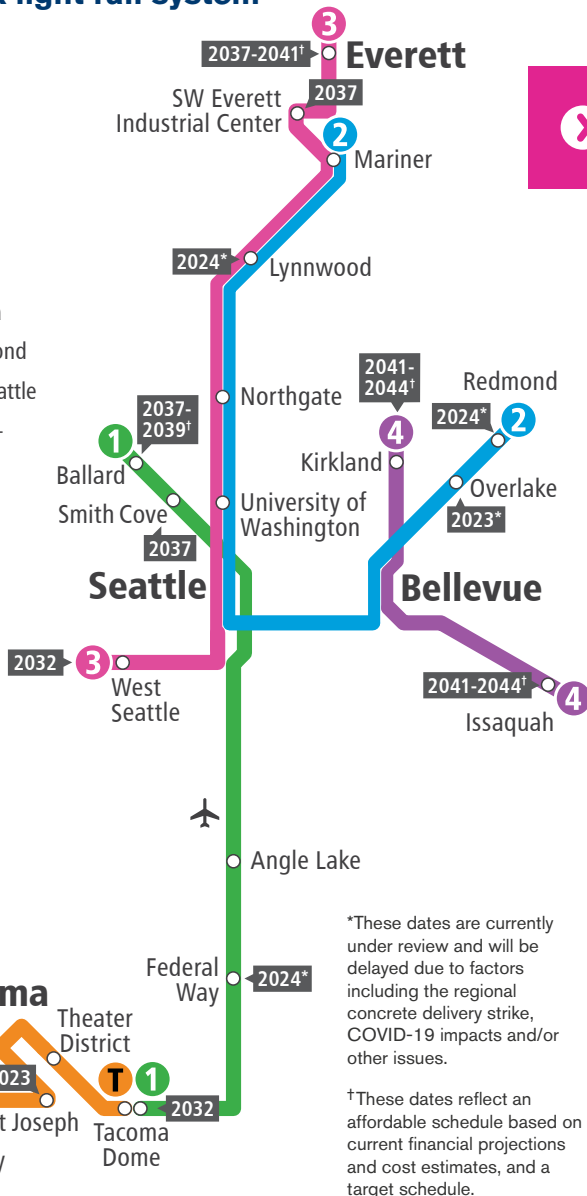 light rail system
3
2037-2041†
Everett
SW Everett
Industrial Center
2037
2
Mariner
2024*
Lynnwood
2041-
2044†
Redmond
Northgate
2037-
2039†
2024*
2
4
1
Ballard
Kirkland
Overlake
2023*
Smith Cove
University of
Washington
2037
Seattle
Bellevue
2032
3
West
Seattle
2041-2044†
4
Issaquah
Angle Lake
Federal
Way
2024*
Theater
District
T
1
2032
Joseph
Tacoma
Dome
*These dates are currently
under review and will be
delayed due to factors
including the regional
concrete delivery strike,
COVID-19 impacts and/or
other issues.
†These dates reflect an
affordable schedule based on
current financial projections
and cost estimates, and a
target schedule.